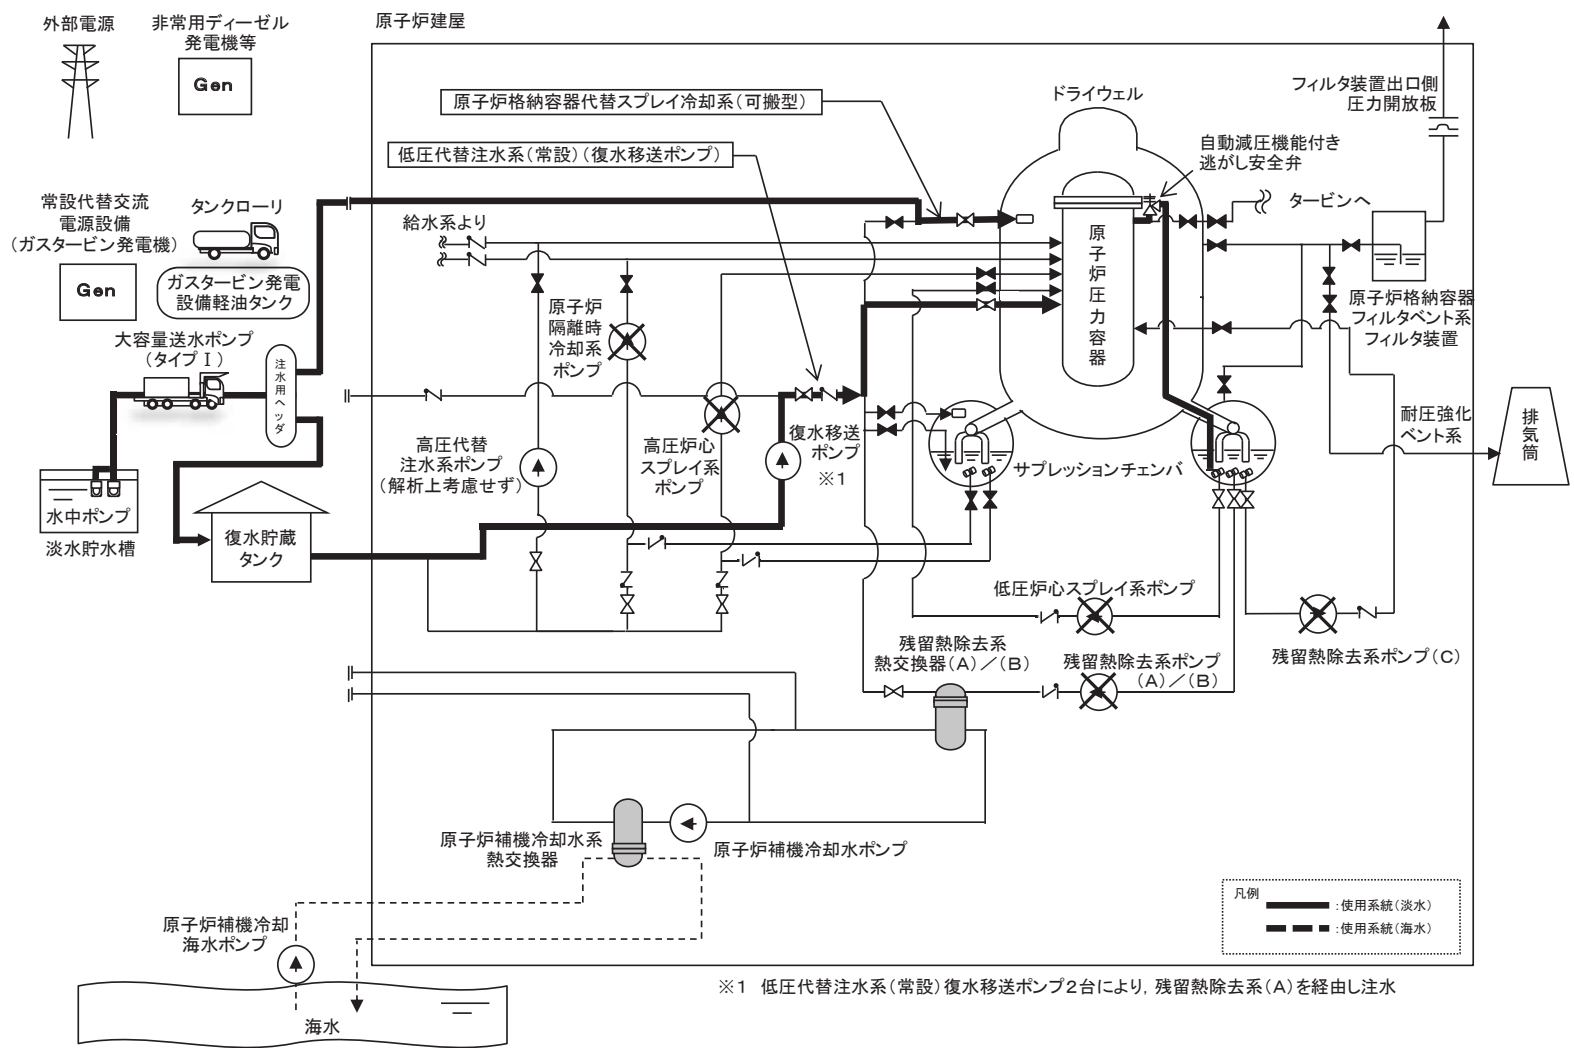 外部電源
非常用ディーゼル
発電機等
Gen
原子炉建屋
原子炉格納容器代替スプレイ冷却系(可搬型)
低圧代替注水系(常設)(復水移送ポンプ)
ドライウェル
フィルタ装置出口側
圧力開放板
自動減圧機能付き
逃がし安全弁
タービンへ
常設代替交流
電源設備
(ガスタービン発電機)
Gen
タンクローリ
ガスタービン発電
設備軽油タンク
大容量送水ポンプ
(タイプⅠ)
注水用ヘッダ
給水系より
原子炉
隔離時
冷却系
ポンプ
原子炉圧力容器
原子炉格納容器
フィルタベント系
フィルタ装置
耐圧強化
ベント系
排気筒
高圧代替
注水系ポンプ
(解析上考慮せず)
高圧炉心
スプレイ系
ポンプ
復水移送
ポンプ
※1
サプレッションチェンバ
水中ポンプ
淡水貯水槽
復水貯蔵
タンク
低圧炉心スプレイ系ポンプ
残留熱除去系
熱交換器(A)/(B)
残留熱除去系ポンプ
(A)/(B)
残留熱除去系ポンプ(C)
原子炉補機冷却水系
熱交換器
原子炉補機冷却水ポンプ
原子炉補機冷却
海水ポンプ
海水
凡例
:使用系統(淡水)
:使用系統(海水)
※1 低圧代替注水系(常設)復水移送ポンプ2台により,残留熱除去系(A)を経由し注水